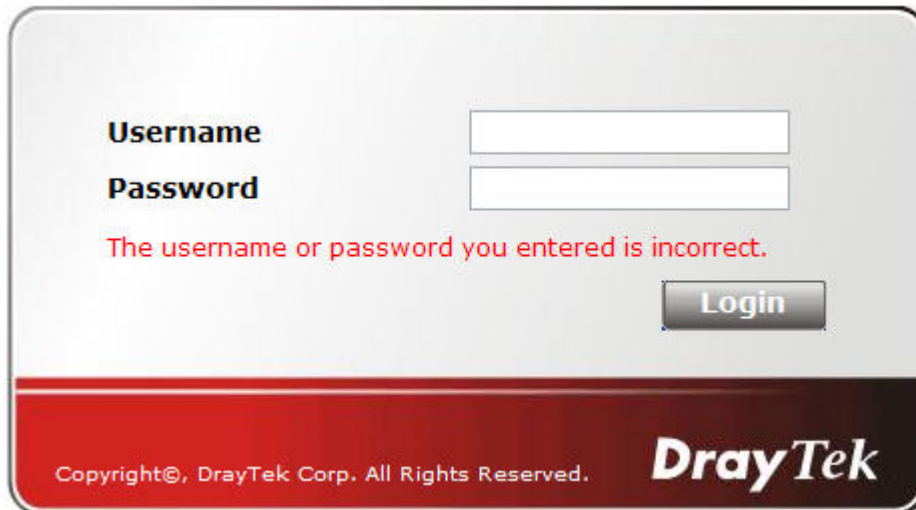 Username
Password
The username or password you entered is incorrect.
Login
Copyright©, DrayTek Corp. All Rights Reserved.
DrayTek